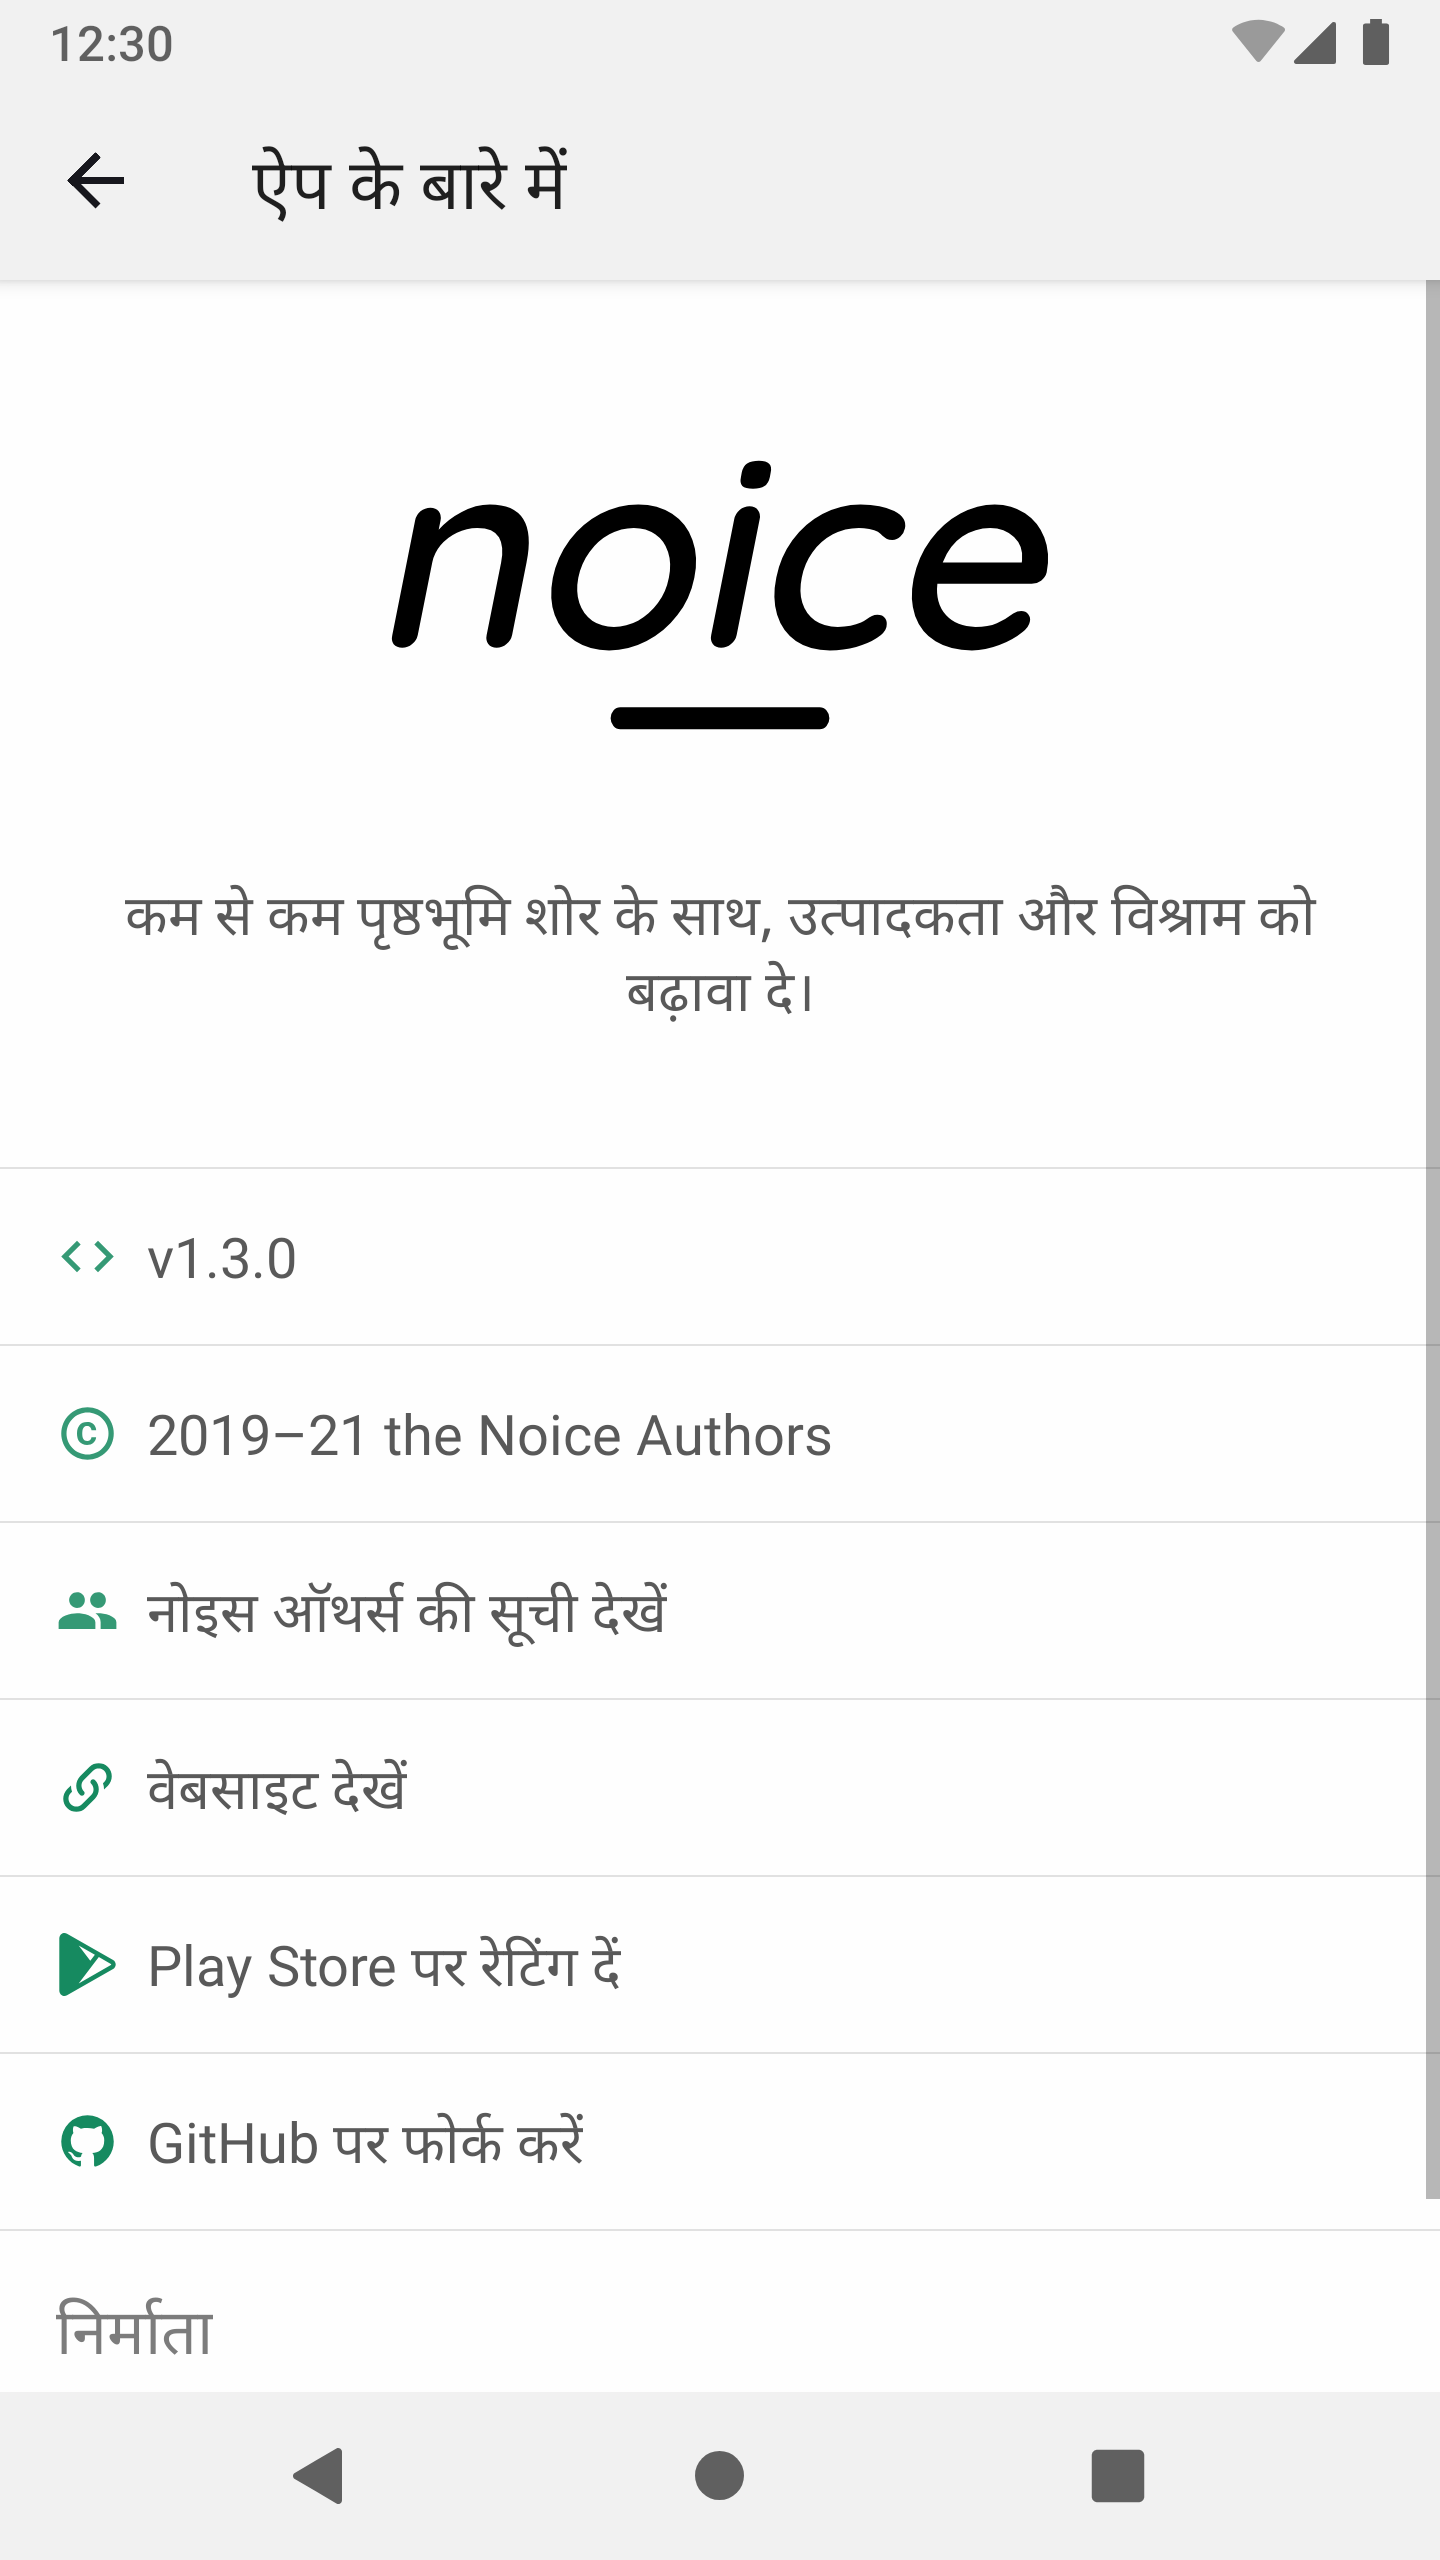 12:30
ऐप के बारे में
noice
कम से कम पृष्ठभूमि शोर के साथ, उत्पादकता और विश्राम को
बढ़ावा दे।
v1.3.0
2019–21 the Noice Authors
नोइस ऑथर्स की सूची देखें
वेबसाइट देखें
Play Store पर रेटिंग दें
GitHub पर फोर्क करें
निर्माता